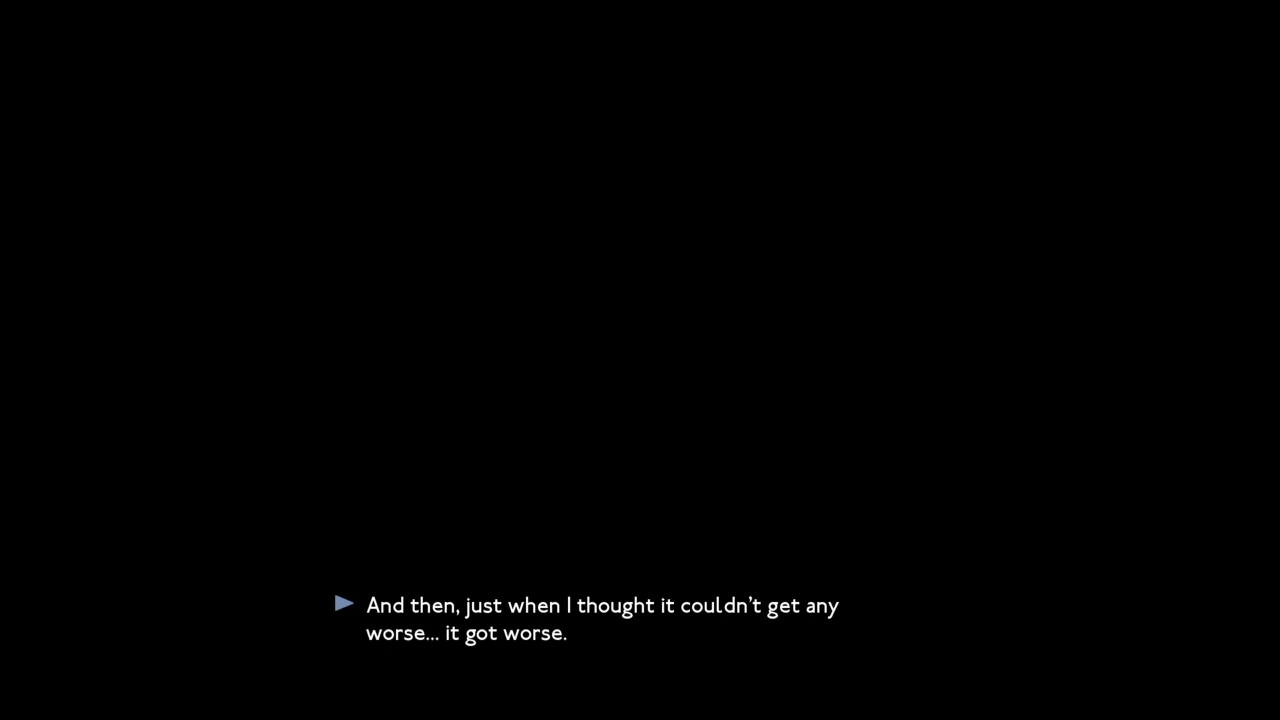 And then, just when I thought it couldn’t get any
worse... it got worse.